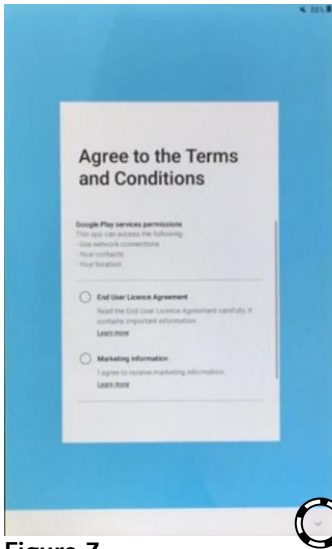 88%
Agree to the Terms
and Conditions
Google Play services permissions
This app can access the following:
- Use network connections
- Your contacts
- Your location
End User Licence Agreement
Read the End User Licence Agreement carefully. It
contains important information.
Learn more
Marketing information
I agree to receive marketing information.
Learn more
Figure 7